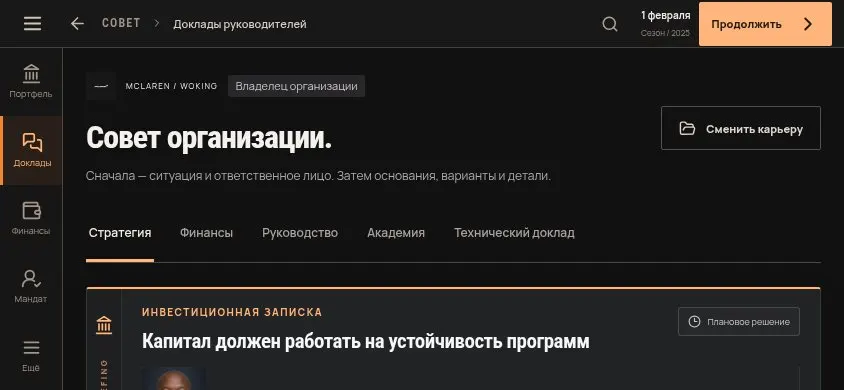 СОВЕТ
Доклады руководителей
1 февраля
Сезон / 2025
Продолжить
Портфель
Доклады
Финансы
Мандат
Ещё
MCLAREN / WOKING
Владелец организации
Совет организации.
Сменить карьеру
Сначала — ситуация и ответственное лицо. Затем основания, варианты и детали.
Стратегия
Финансы
Руководство
Академия
Технический доклад
ИНВЕСТИЦИОННАЯ ЗАПИСКА
Капитал должен работать на устойчивость программ
Плановое решение